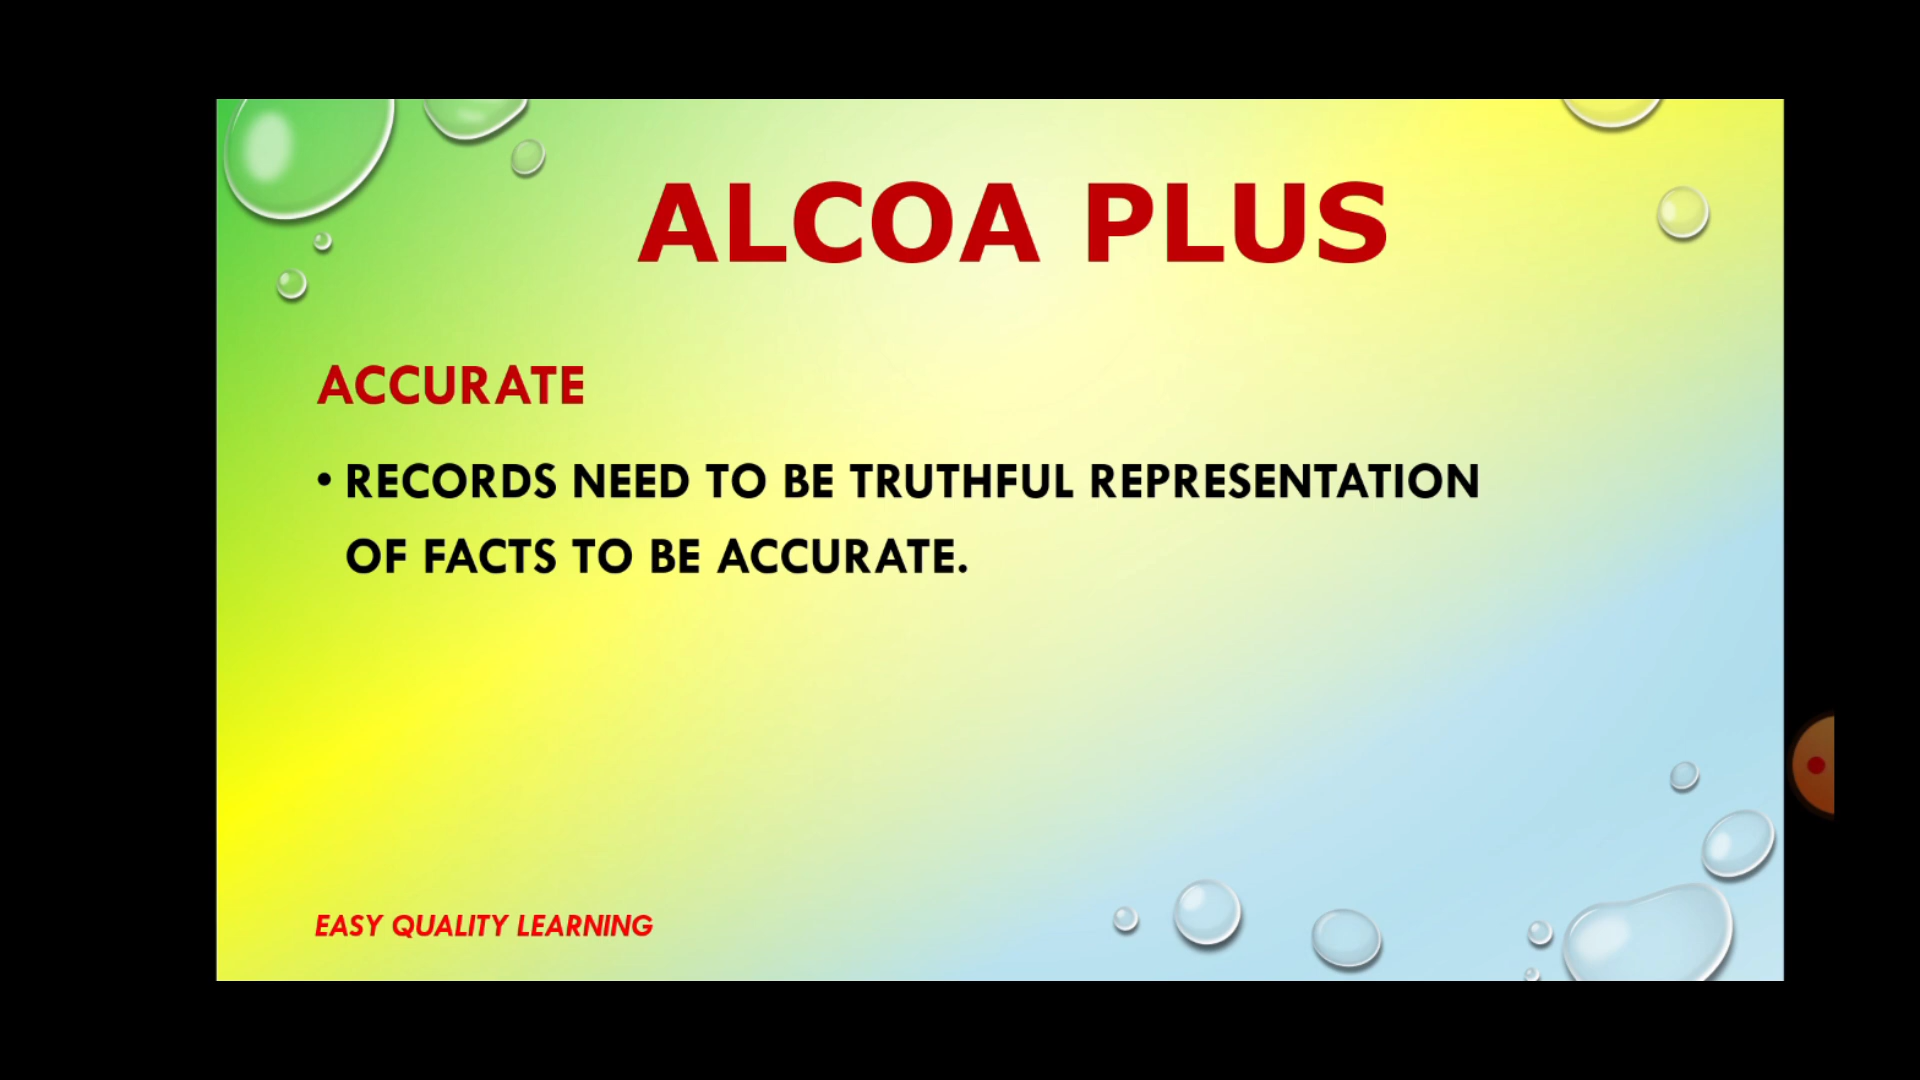 ALCOA PLUS
ACCURATE
• RECORDS NEED TO BE TRUTHFUL REPRESENTATION
OF FACTS TO BE ACCURATE.
EASY QUALITY LEARNING